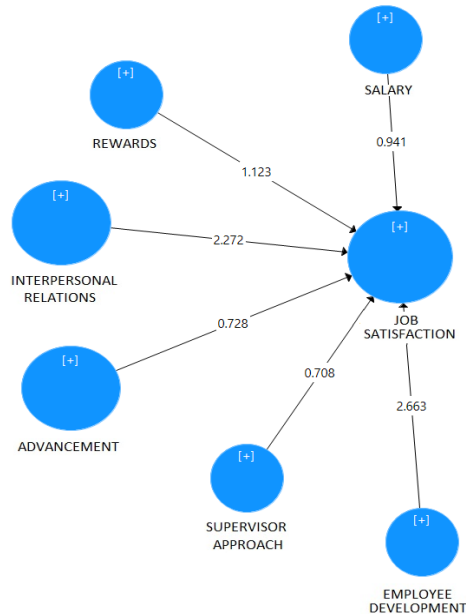 [+]
SALARY
[+]
REWARDS
0.941
1.123
[+]
INTERPERSONAL
RELATIONS
2.272
[+]
JOB
SATISFACTION
0.728
[+]
ADVANCEMENT
0.708
2.663
[+]
SUPERVISOR
APPROACH
[+]
EMPLOYEE
DEVELOPMENT